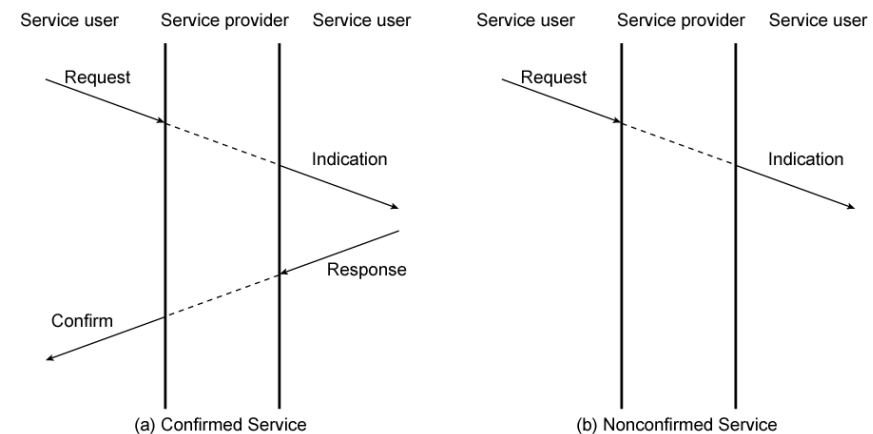 Service user Service provider Service user
Request
Indication
Response
Confirm
(a) Confirmed Service
Service user Service provider Service user
Request
Indication
(b) Nonconfirmed Service